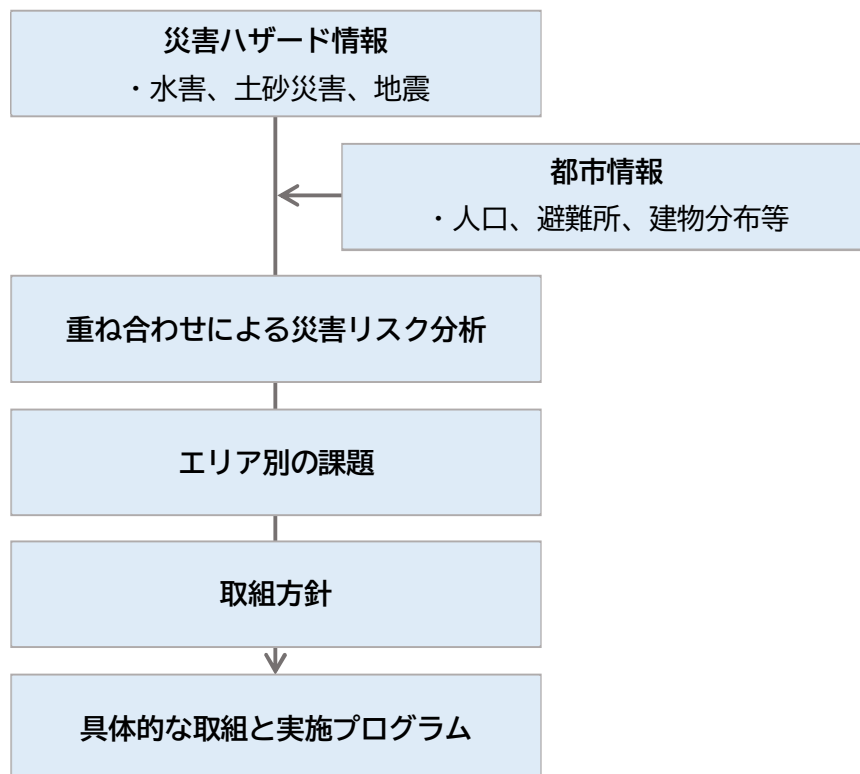 災害ハザード情報
・水害、土砂災害、地震
都市情報
・人口、避難所、建物分布等
重ね合わせによる災害リスク分析
エリア別の課題
取組方針
具体的な取組と実施プログラム